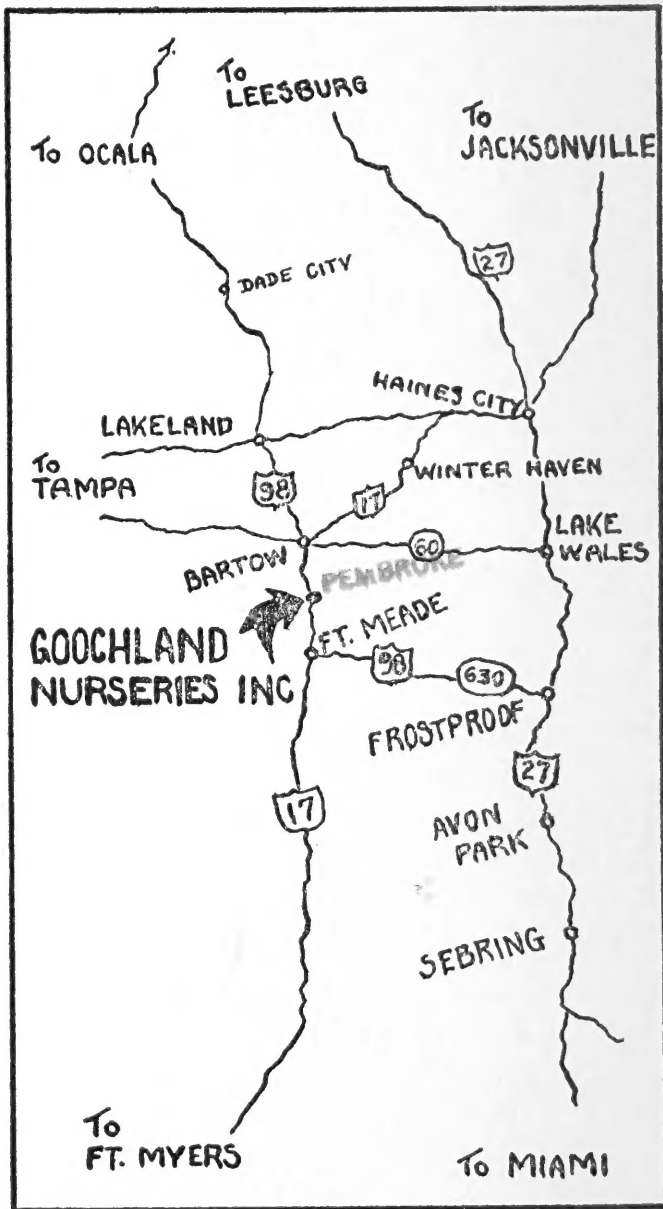 To
LEESBURG
To
JACKSONVILLE
To OCALA
27
DADE CITY
HAINES CITY
LAKELAND
To
TAMPA
98
17
WINTER HAVEN
BARTOW
60
LAKE
WALES
PEMBROKE
GOOCHLAND
NURSERIES INC
FT. MEADE
98
630
FROSTPROOF
17
27
AVON
PARK
SEBRING
To
FT. MYERS
To MIAMI